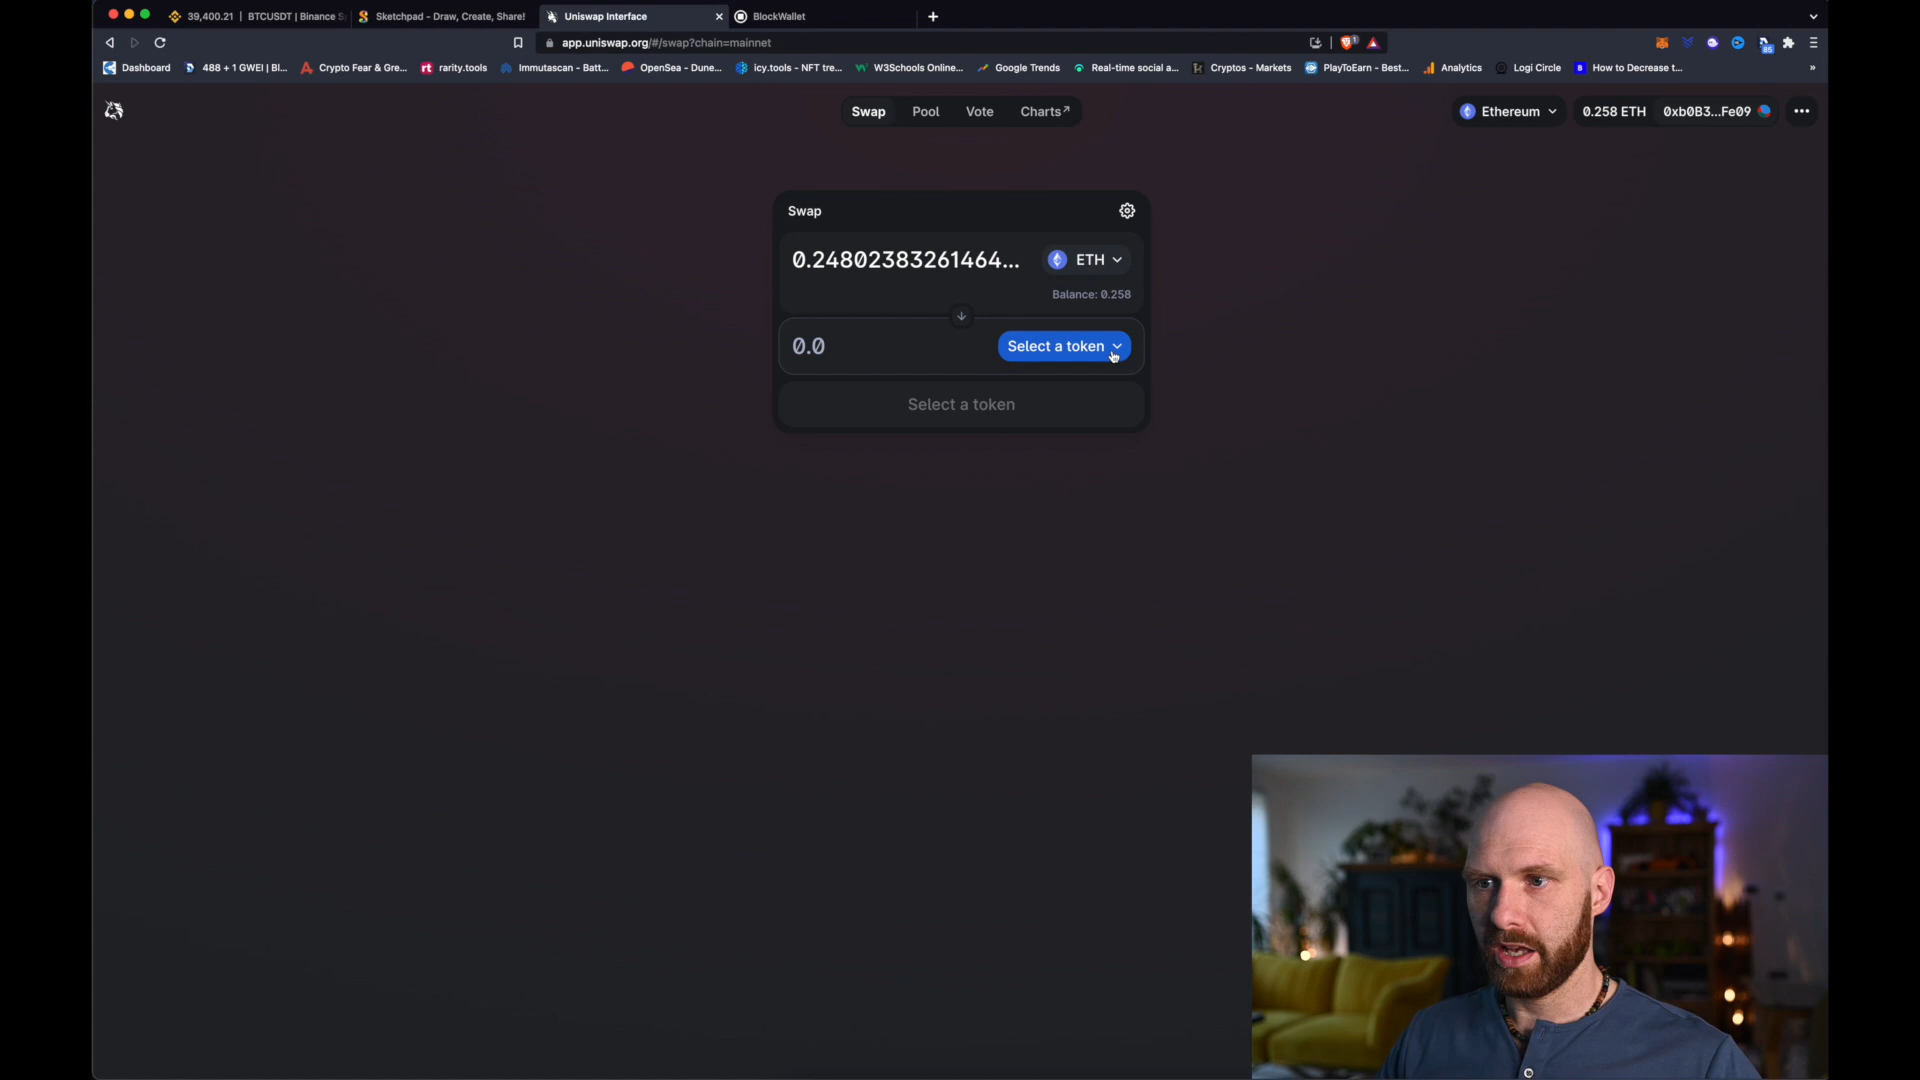 39,400.21 | BTCUSDT | Binance S
Sketchpad - Draw, Create, Share!
Uniswap Interface
BlockWallet
app.uniswap.org/#/swap?chain=mainnet
1
85
Dashboard
488 + 1 GWEI | Bl...
Crypto Fear & Gre...
rt rarity.tools
Immutascan - Batt...
OpenSea - Dune...
icy.tools - NFT tre...
W3Schools Online...
Google Trends
Real-time social a...
Cryptos - Markets
PlayToEarn - Best...
Analytics
Logi Circle
B How to Decrease t...
»
Swap
Pool
Vote
Charts↗
Ethereum
0.258 ETH
0xb0B3...Fe09
Swap
0.24802383261464...
ETH
Balance: 0.258
0.0
Select a token
Select a token